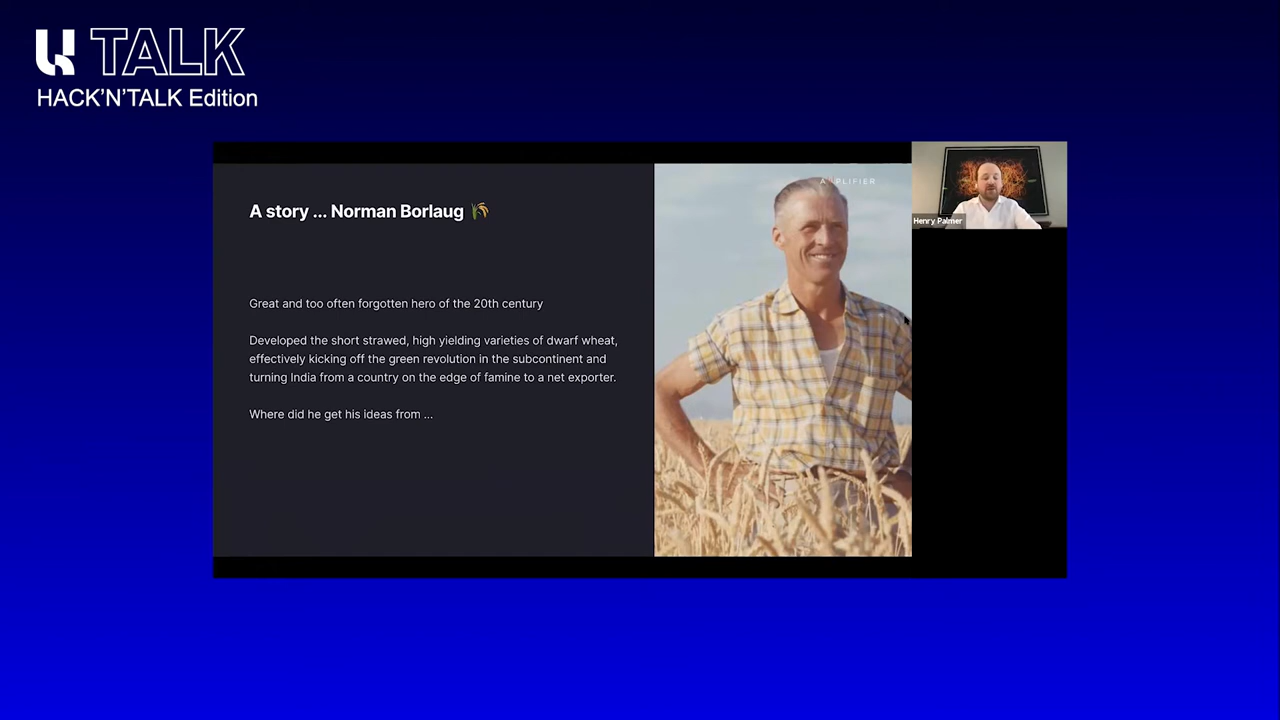 TALK
HACK'N'TALK Edition
A story ... Norman Borlaug
Great and too often forgotten hero of the 20th century
Developed the short strawed, high yielding varieties of dwarf wheat,
effectively kicking off the green revolution in the subcontinent and
turning India from a country on the edge of famine to a net exporter.
Where did he get his ideas from ...
AMPLIFIER
Henry Palmer